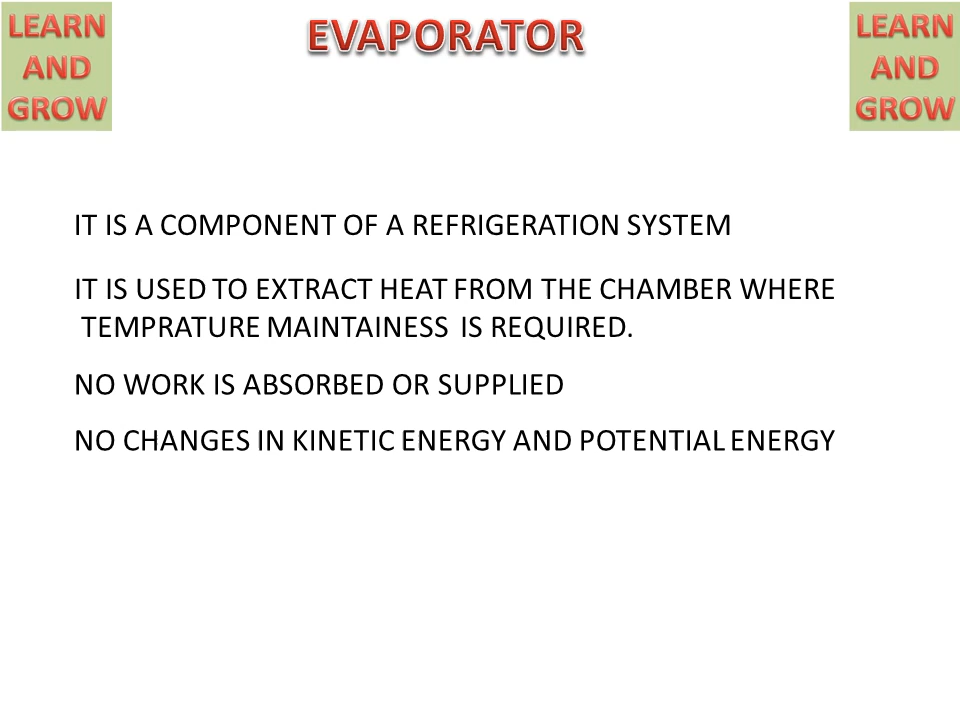 LEARN
AND
GROW
EVAPORATOR
LEARN
AND
GROW
IT IS A COMPONENT OF A REFRIGERATION SYSTEM
IT IS USED TO EXTRACT HEAT FROM THE CHAMBER WHERE
TEMPRATURE MAINTAINESS IS REQUIRED.
NO WORK IS ABSORBED OR SUPPLIED
NO CHANGES IN KINETIC ENERGY AND POTENTIAL ENERGY